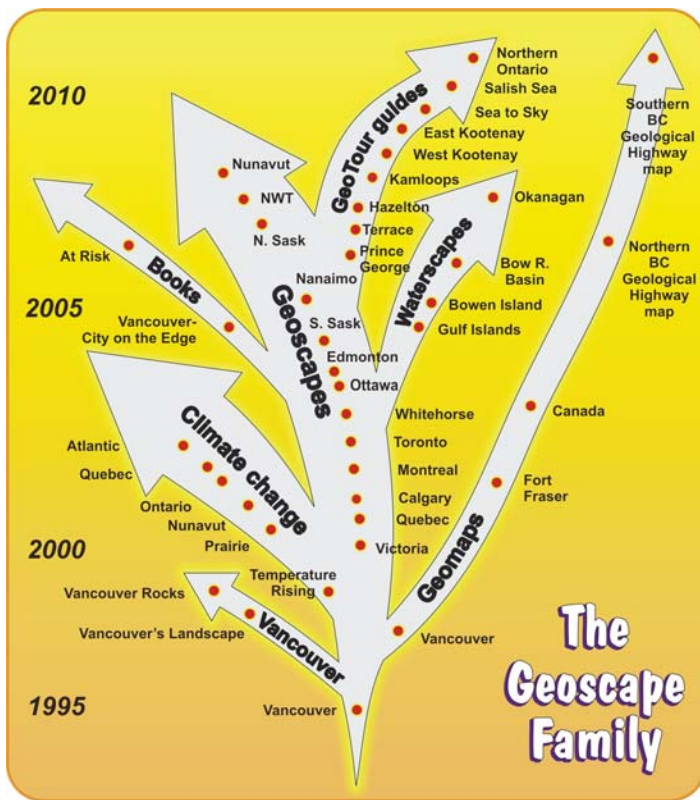 Northern
Ontario
Salish Sea
2010
GeoTour guides
Southern
BC
Geological
Highway
map
Sea to Sky
East Kootenay
West Kootenay
Nunavut
Kamloops
NWT
Okanagan
Hazelton
N. Sask
Terrace
At Risk
Books
Prince
George
Waterscapes
Northern
BC
Geological
Highway
map
Bow R.
Basin
Nanaimo
2005
Geoscapes
Bowen Island
Vancouver-
City on the Edge
S. Sask
Gulf Islands
Edmonton
Ottawa
Whitehorse
Canada
Climate change
Atlantic
Toronto
Quebec
Montreal
Fort
Fraser
Ontario
Calgary
Nunavut
Quebec
Prairie
2000
Victoria
Geomaps
Temperature
Rising
Vancouver Rocks
Vancouver's Landscape
Vancouver
Vancouver
1995
Vancouver
The
Geoscape
Family